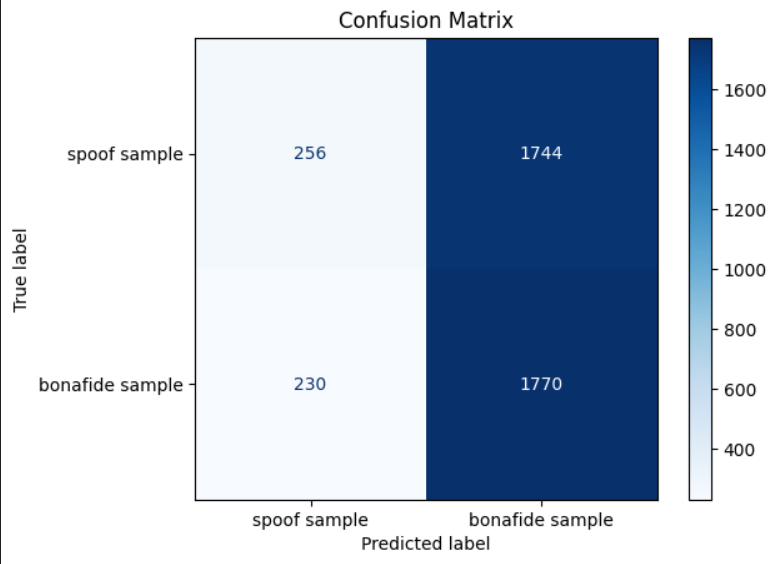 Confusion Matrix
spoof sample
256
1744
bonafide sample
230
1770
True label
spoof sample
bonafide sample
Predicted label
1600
1400
1200
1000
800
600
400